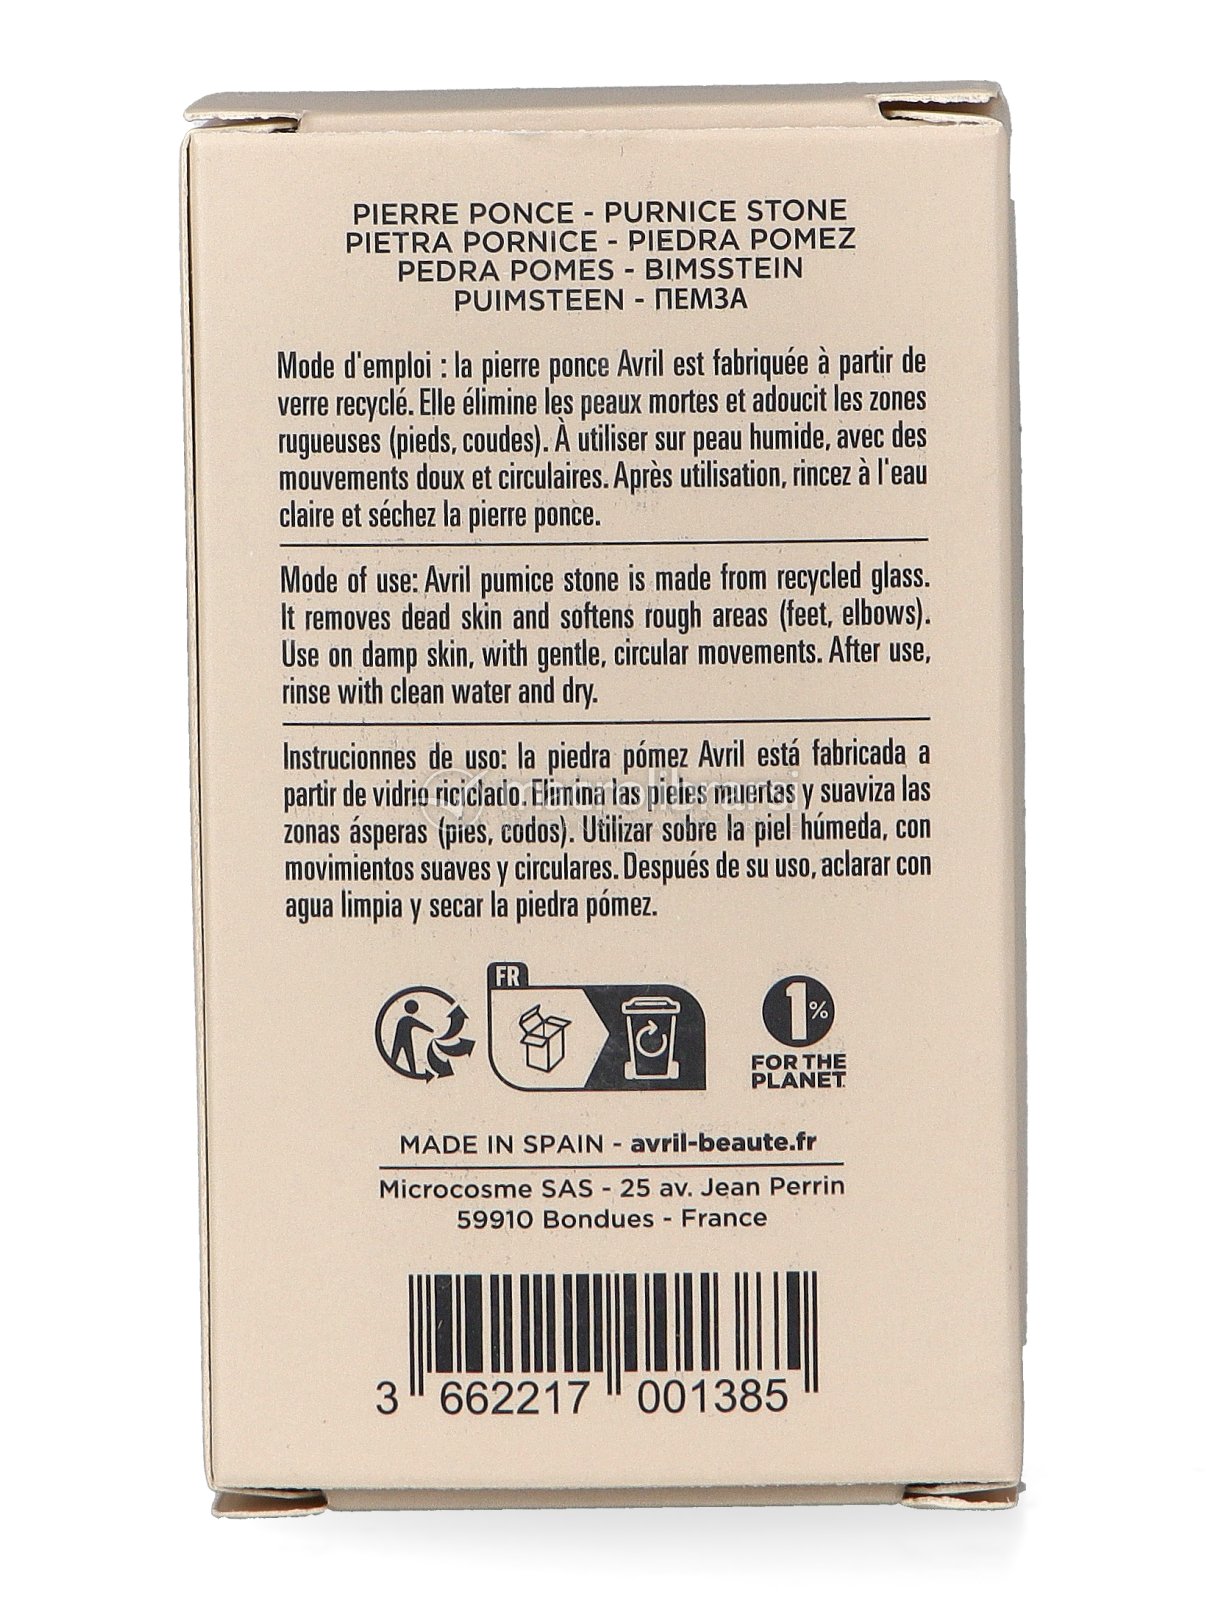 PIERRE PONCE - PURNICE STONE
PIETRA PORNICE - PIEDRA POMEZ
PEDRA POMES - BIMSSTEIN
PUIMSTEEN - ПЕМЗА
Mode d'emploi : la pierre ponce Avril est fabriquée à partir de
verre recyclé. Elle élimine les peaux mortes et adoucit les zones
rugueuses (pieds, coudes). À utiliser sur peau humide, avec des
mouvements doux et circulaires. Après utilisation, rincez à l'eau
claire et séchez la pierre ponce.
Mode of use: Avril pumice stone is made from recycled glass.
It removes dead skin and softens rough areas (feet, elbows).
Use on damp skin, with gentle, circular movements. After use,
rinse with clean water and dry.
Instrucionnes de uso: la piedra pómez Avril está fabricada a
partir de vidrio riciclado. Elimina las pieles muertas y suaviza las
zonas ásperas (pies, codos). Utilizar sobre la piel húmeda, con
movimientos suaves y circulares. Después de su uso, aclarar con
agua limpia y secar la piedra pómez.
macrolibrarsi
FR
1%
FOR THE
PLANET
MADE IN SPAIN - avril-beaute.fr
Microcosme SAS - 25 av. Jean Perrin
59910 Bondues - France
3 662217 001385